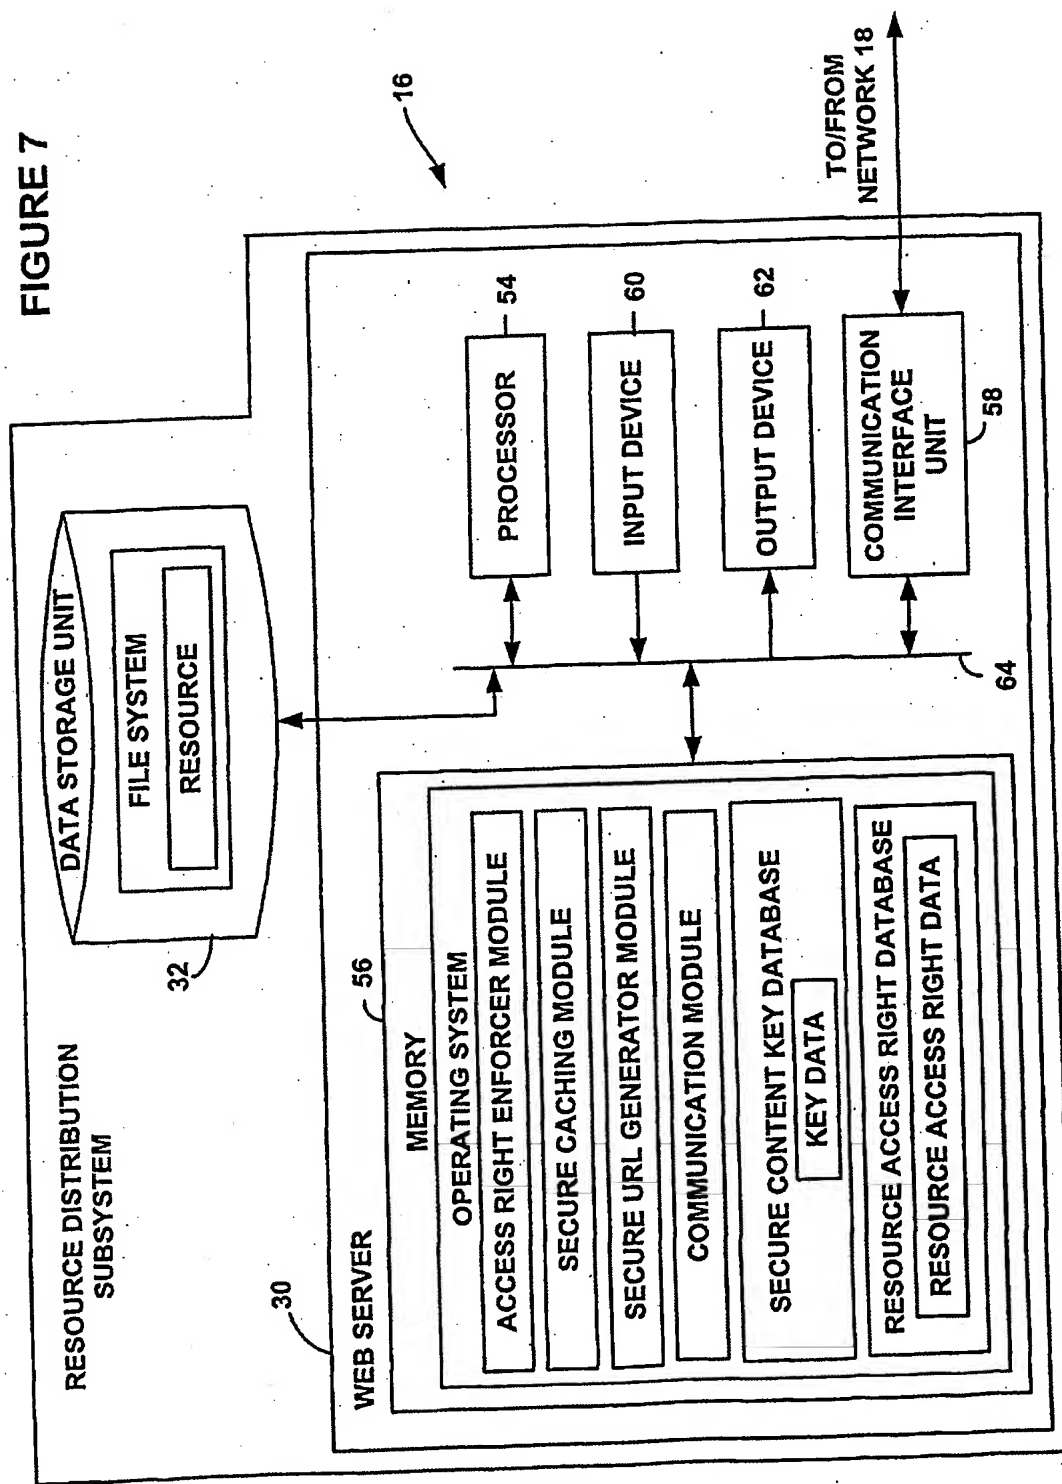 FIGURE 7
RESOURCE DISTRIBUTION
SUBSYSTEM
DATA STORAGE UNIT
FILE SYSTEM
RESOURCE
32
16
30
WEB SERVER
56
MEMORY
OPERATING SYSTEM
ACCESS RIGHT ENFORCER MODULE
SECURE CACHING MODULE
SECURE URL GENERATOR MODULE
COMMUNICATION MODULE
SECURE CONTENT KEY DATABASE
KEY DATA
RESOURCE ACCESS RIGHT DATABASE
RESOURCE ACCESS RIGHT DATA
PROCESSOR
54
INPUT DEVICE
60
OUTPUT DEVICE
62
COMMUNICATION
INTERFACE
UNIT
58
64
TO/FROM
NETWORK 18